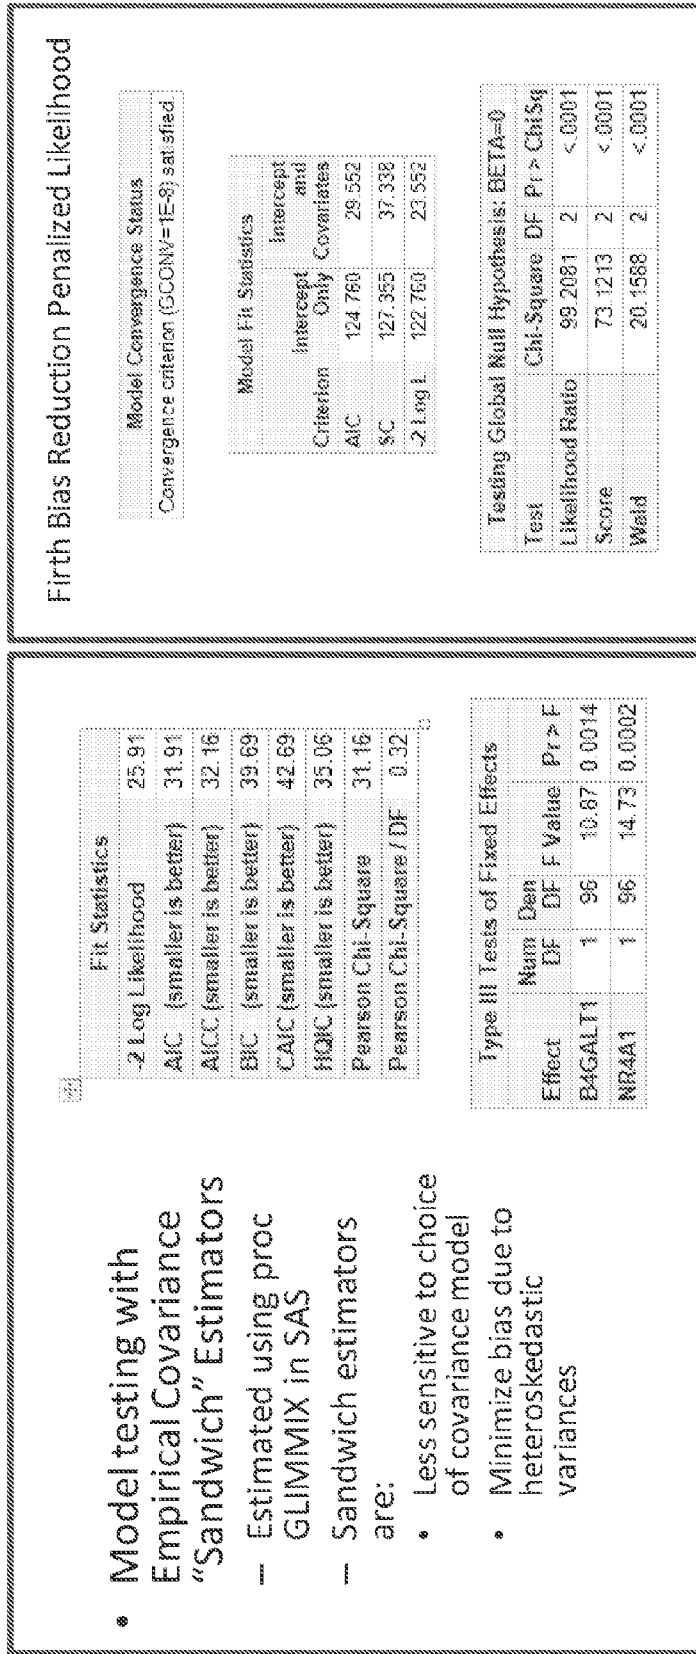 • Model testing with
Empirical Covariance
"Sandwich" Estimators
– Estimated using proc
GLIMMIX in SAS
– Sandwich estimators
are:
• Less sensitive to choice
of covariance model
• Minimize bias due to
heteroskedastic
variances
Fit Statistics
-2 Log Likelihood 25.91
AIC (smaller is better) 31.91
AICC (smaller is better) 32.16
BIC (smaller is better) 39.69
CAIC (smaller is better) 42.69
HQIC (smaller is better) 35.06
Pearson Chi-Square 31.16
Pearson Chi-Square / DF 0.32
Type III Tests of Fixed Effects
Num Den
Effect DF DF F Value Pr > F
B4GALT1 1 96 10.87 0.0014
NR4A1 1 96 14.73 0.0002
Firth Bias Reduction Penalized Likelihood
Model Convergence Status
Convergence criterion (GCONV=1E-8) satisfied.
Model Fit Statistics
Intercept
Intercept and
Criterion Only Covariates
AIC 124.760 29.552
SC 127.353 37.338
-2 Log L 122.760 23.552
Testing Global Null Hypothesis: BETA=0
Test Chi-Square DF Pr > ChiSq
Likelihood Ratio 99.2081 2 <.0001
Score 73.1213 2 <.0001
Wald 20.1588 2 <.0001